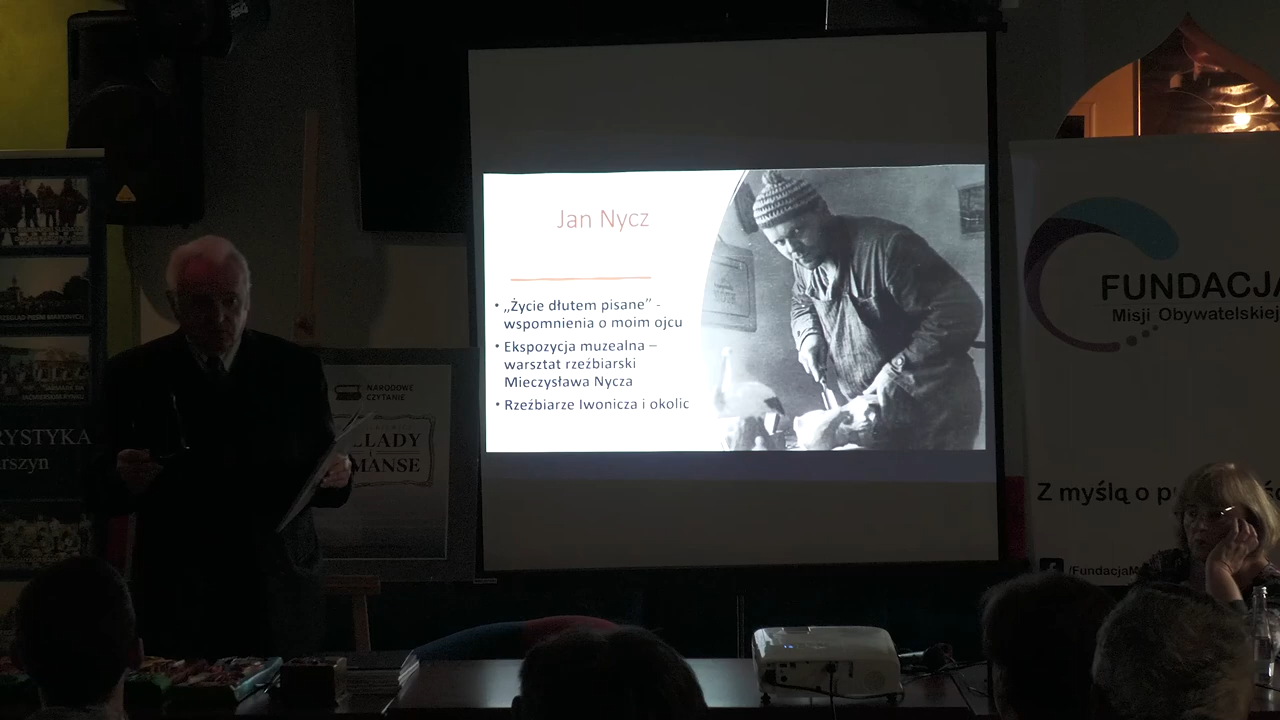 Jan Nycz
• „Życie dłutem pisane” -
wspomnienia o moim ojcu
• Ekspozycja muzealna –
warsztat rzeźbiarski
Mieczysława Nycza
• Rzeźbiarze Iwonicza i okolic
NARODOWE
CZYTANIE
LLADY
I
MANSE
RYSTYKA
rszyn
FUNDACJA
Misji Obywatelskiej
Z myślą o p
/FundacjaM